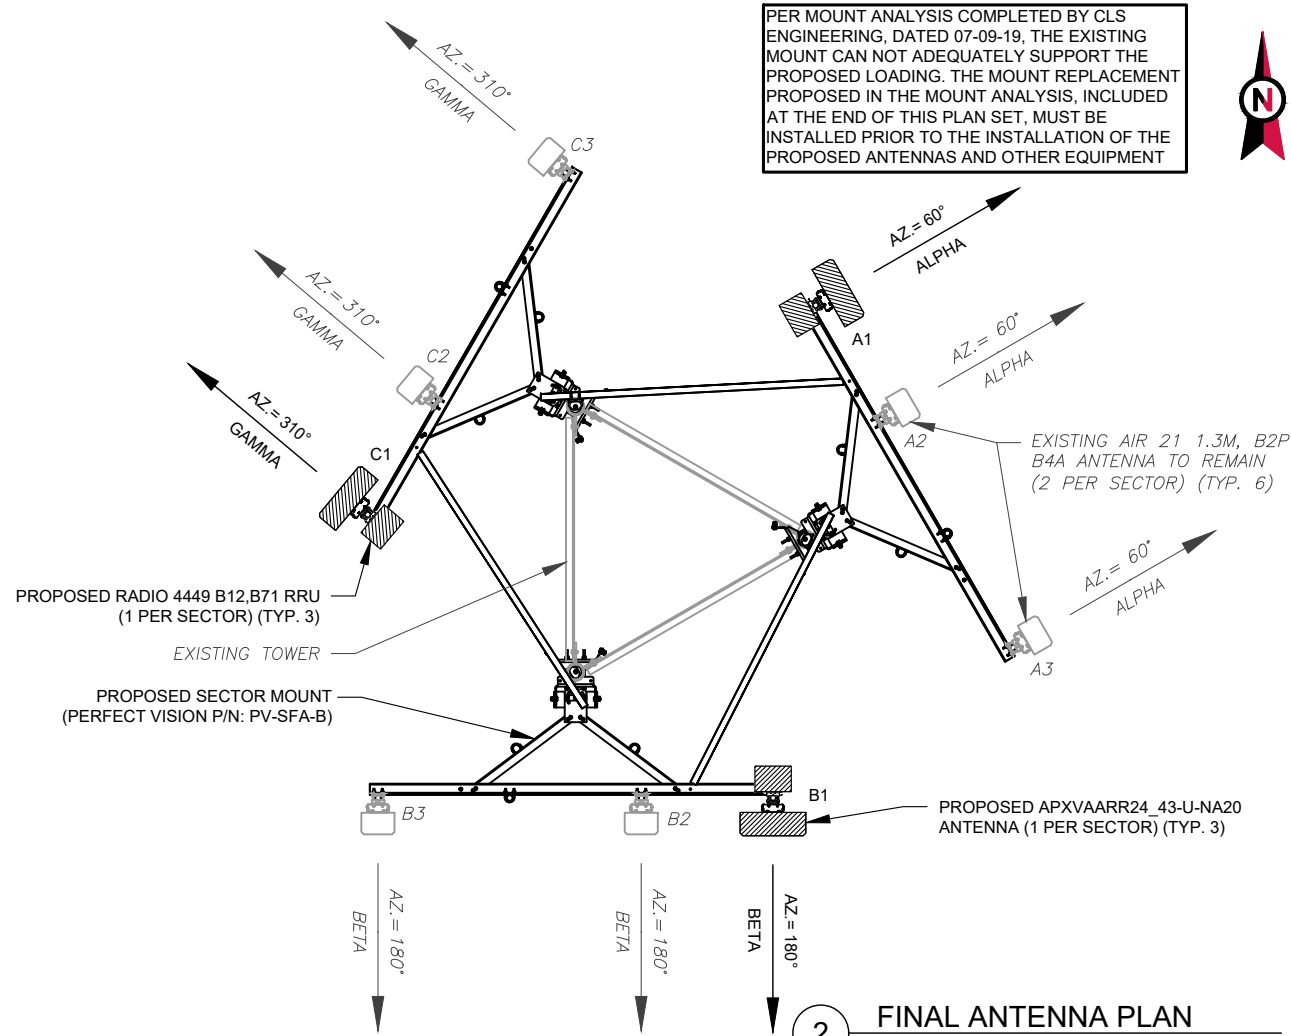 PER MOUNT ANALYSIS COMPLETED BY CLS
ENGINEERING, DATED 07-09-19, THE EXISTING
MOUNT CAN NOT ADEQUATELY SUPPORT THE
PROPOSED LOADING. THE MOUNT REPLACEMENT
PROPOSED IN THE MOUNT ANALYSIS, INCLUDED
AT THE END OF THIS PLAN SET, MUST BE
INSTALLED PRIOR TO THE INSTALLATION OF THE
PROPOSED ANTENNAS AND OTHER EQUIPMENT
N
AZ.= 310°
GAMMA
C3
AZ.= 310°
GAMMA
C2
AZ.= 310°
GAMMA
C1
AZ.= 60°
ALPHA
A1
AZ.= 60°
ALPHA
A2
EXISTING AIR 21 1.3M, B2P
B4A ANTENNA TO REMAIN
(2 PER SECTOR) (TYP. 6)
AZ.= 60°
ALPHA
A3
PROPOSED RADIO 4449 B12,B71 RRU
(1 PER SECTOR) (TYP. 3)
EXISTING TOWER
PROPOSED SECTOR MOUNT
(PERFECT VISION P/N: PV-SFA-B)
B3
B2
B1
PROPOSED APXVAARR24_43-U-NA20
ANTENNA (1 PER SECTOR) (TYP. 3)
AZ.= 180°
BETA
AZ.= 180°
BETA
AZ.= 180°
BETA
2
FINAL ANTENNA PLAN